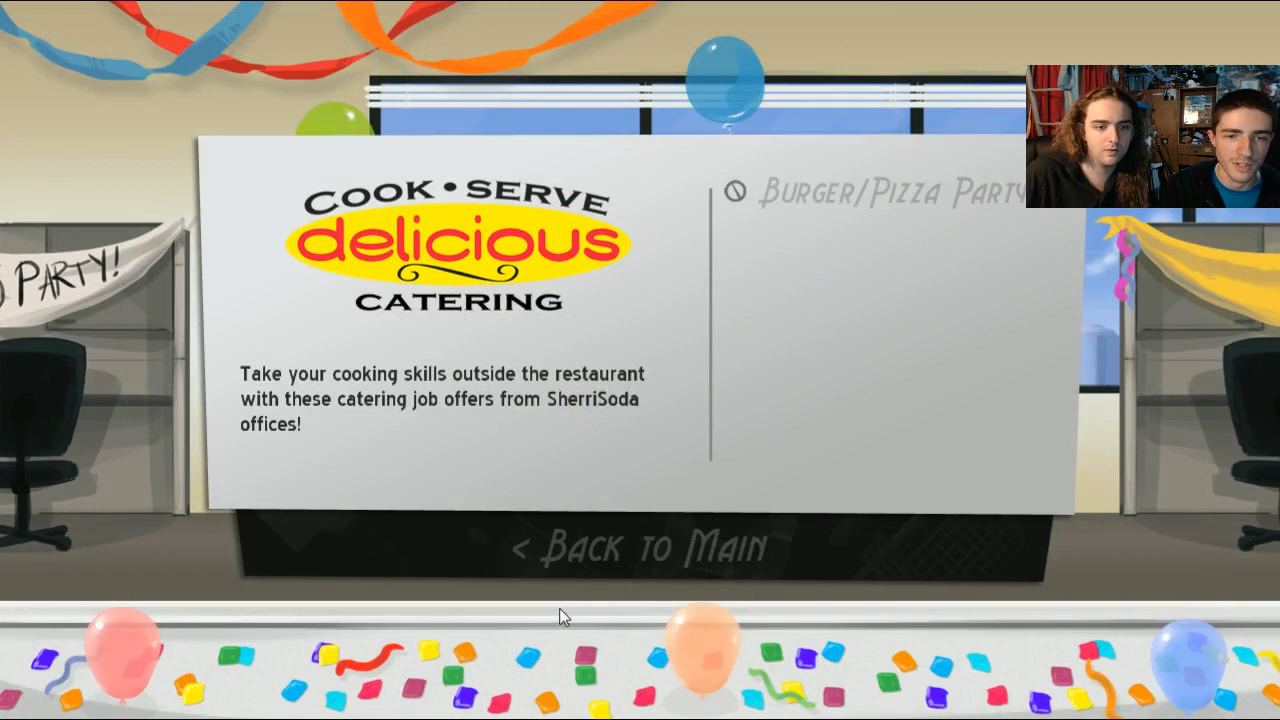 COOK • SERVE
delicious
CATERING
Burger/Pizza Party
PARTY!
Take your cooking skills outside the restaurant
with these catering job offers from SherriSoda
offices!
< Back to Main